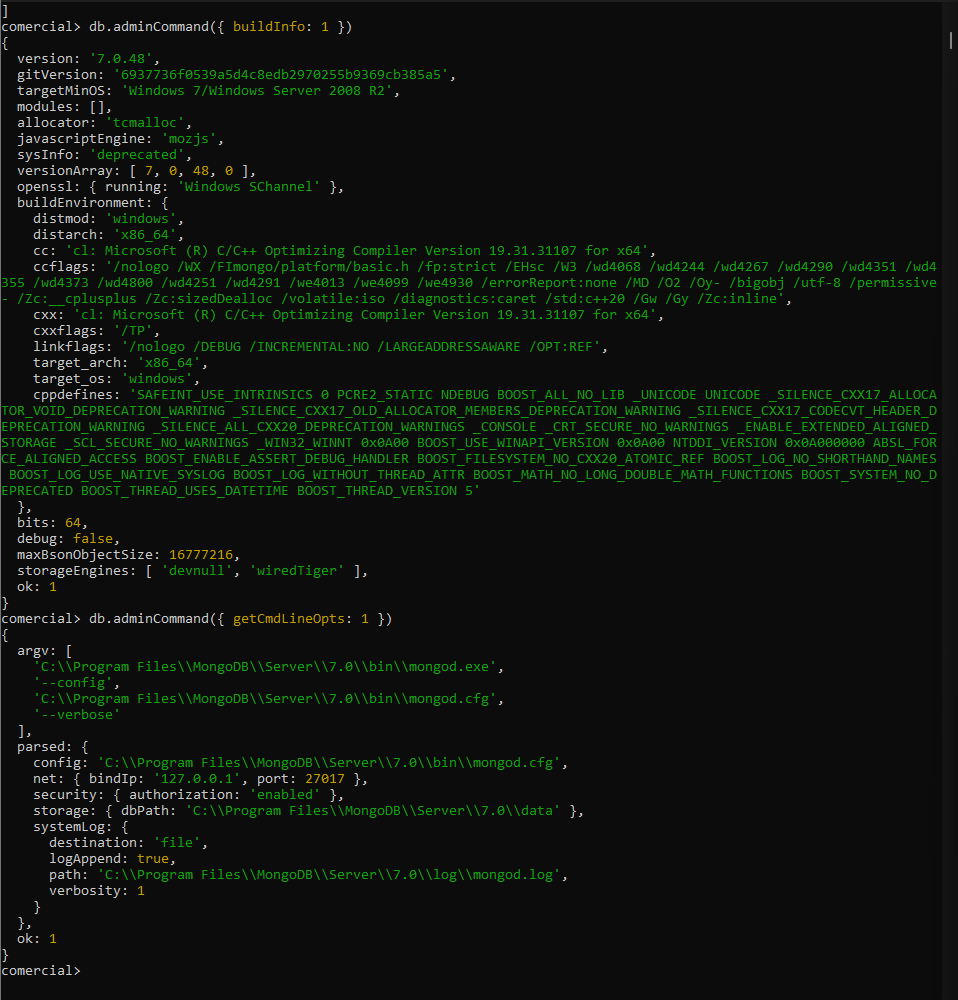 ]
comercial> db.adminCommand({ buildInfo: 1 })
{
  version: '7.0.48',
  gitVersion: '6937736f0539a5d4c8edb2970255b9369cb385a5',
  targetMinOS: 'Windows 7/Windows Server 2008 R2',
  modules: [],
  allocator: 'tcmalloc',
  javascriptEngine: 'mozjs',
  sysInfo: 'deprecated',
  versionArray: [ 7, 0, 48, 0 ],
  openssl: { running: 'Windows SChannel' },
  buildEnvironment: {
    distmod: 'windows',
    distarch: 'x86_64',
    cc: 'cl: Microsoft (R) C/C++ Optimizing Compiler Version 19.31.31107 for x64',
    ccflags: '/nologo /WX /FImongo/platform/basic.h /fp:strict /EHsc /W3 /wd4068 /wd4244 /wd4267 /wd4290 /wd4351 /wd4
355 /wd4373 /wd4800 /wd4251 /wd4291 /we4013 /we4099 /we4930 /errorReport:none /MD /O2 /Oy- /bigobj /utf-8 /permissive
- /Zc:__cplusplus /Zc:sizedDealloc /volatile:iso /diagnostics:caret /std:c++20 /Gw /Gy /Zc:inline',
    cxx: 'cl: Microsoft (R) C/C++ Optimizing Compiler Version 19.31.31107 for x64',
    cxxflags: '/TP',
    linkflags: '/nologo /DEBUG /INCREMENTAL:NO /LARGEADDRESSAWARE /OPT:REF',
    target_arch: 'x86_64',
    target_os: 'windows',
    cppdefines: 'SAFEINT_USE_INTRINSICS 0 PCRE2_STATIC NDEBUG BOOST_ALL_NO_LIB _UNICODE UNICODE _SILENCE_CXX17_ALLOCA
TOR_VOID_DEPRECATION_WARNING _SILENCE_CXX17_OLD_ALLOCATOR_MEMBERS_DEPRECATION_WARNING _SILENCE_CXX17_CODECVT_HEADER_D
EPRECATION_WARNING _SILENCE_ALL_CXX20_DEPRECATION_WARNINGS _CONSOLE _CRT_SECURE_NO_WARNINGS _ENABLE_EXTENDED_ALIGNED_
STORAGE _SCL_SECURE_NO_WARNINGS _WIN32_WINNT 0x0A00 BOOST_USE_WINAPI_VERSION 0x0A00 NTDDI_VERSION 0x0A000000 ABSL_FOR
CE_ALIGNED_ACCESS BOOST_ENABLE_ASSERT_DEBUG_HANDLER BOOST_FILESYSTEM_NO_CXX20_ATOMIC_REF BOOST_LOG_NO_SHORTHAND_NAMES
 BOOST_LOG_USE_NATIVE_SYSLOG BOOST_LOG_WITHOUT_THREAD_ATTR BOOST_MATH_NO_LONG_DOUBLE_MATH_FUNCTIONS BOOST_SYSTEM_NO_D
EPRECATED BOOST_THREAD_USES_DATETIME BOOST_THREAD_VERSION 5'
  },
  bits: 64,
  debug: false,
  maxBsonObjectSize: 16777216,
  storageEngines: [ 'devnull', 'wiredTiger' ],
  ok: 1
}
comercial> db.adminCommand({ getCmdLineOpts: 1 })
{
  argv: [
    'C:\\Program Files\\MongoDB\\Server\\7.0\\bin\\mongod.exe',
    '--config',
    'C:\\Program Files\\MongoDB\\Server\\7.0\\bin\\mongod.cfg',
    '--verbose'
  ],
  parsed: {
    config: 'C:\\Program Files\\MongoDB\\Server\\7.0\\bin\\mongod.cfg',
    net: { bindIp: '127.0.0.1', port: 27017 },
    security: { authorization: 'enabled' },
    storage: { dbPath: 'C:\\Program Files\\MongoDB\\Server\\7.0\\data' },
    systemLog: {
      destination: 'file',
      logAppend: true,
      path: 'C:\\Program Files\\MongoDB\\Server\\7.0\\log\\mongod.log',
      verbosity: 1
    }
  },
  ok: 1
}
comercial>